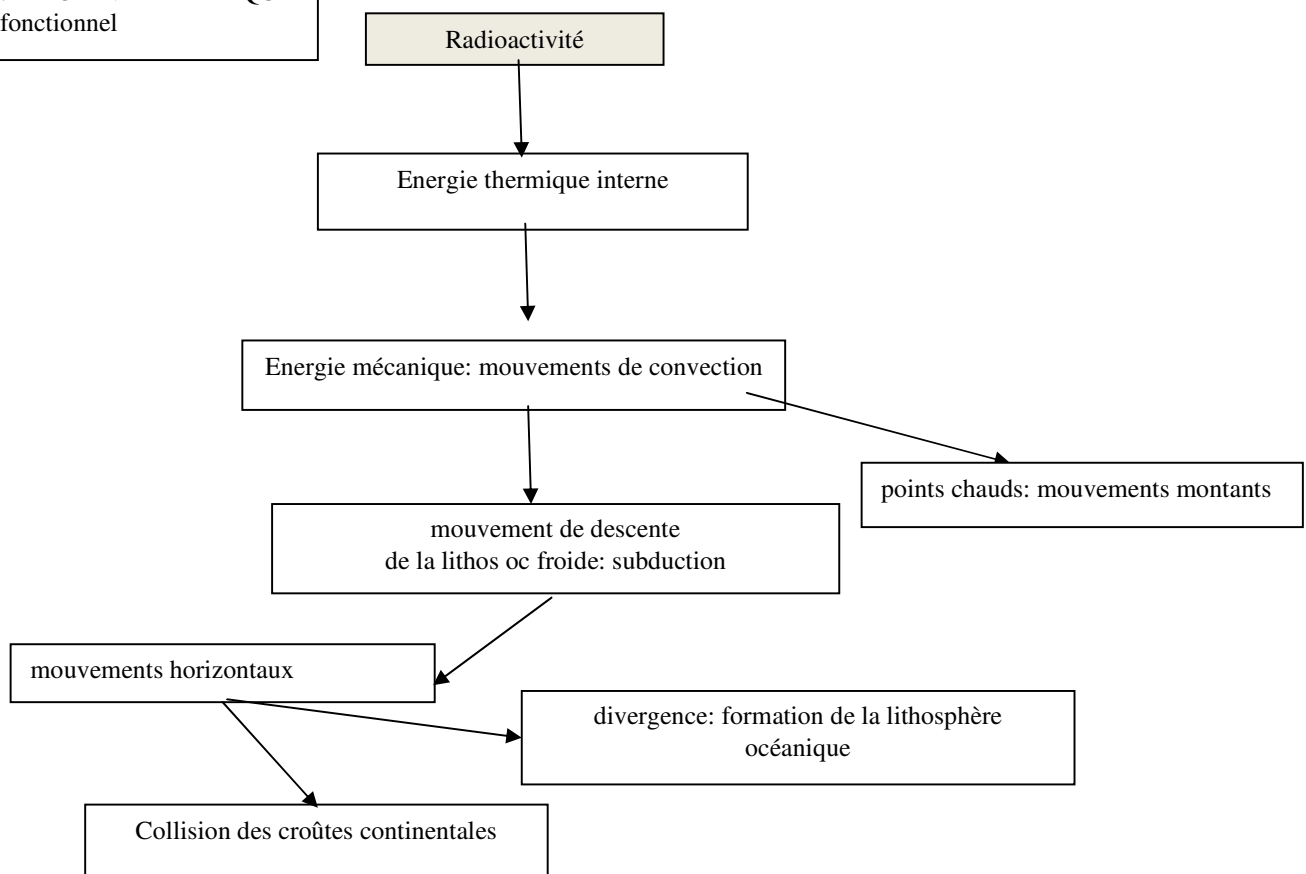 fonctionnel
Radioactivité
Energie thermique interne
Energie mécanique: mouvements de convection
points chauds: mouvements montants
mouvement de descente
de la lithos oc froide: subduction
mouvements horizontaux
divergence: formation de la lithosphère
océanique
Collision des croûtes continentales